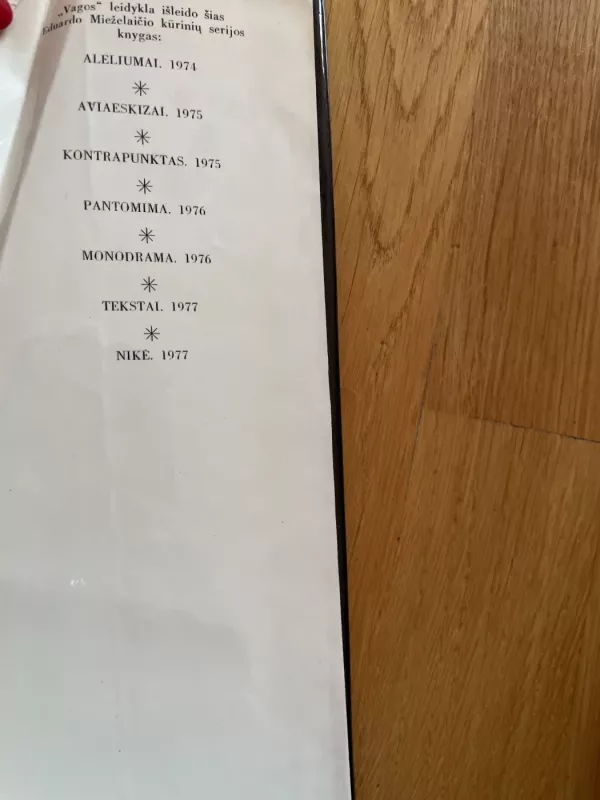 „Vagos“ leidykla išleido šias
Eduardo Mieželaičio kūrinių serijos
knygas:
ALELIUMAI. 1974
AVIAESKIZAI. 1975
KONTRAPUNKTAS. 1975
PANTOMIMA. 1976
MONODRAMA. 1976
TEKSTAI. 1977
NIKĖ. 1977